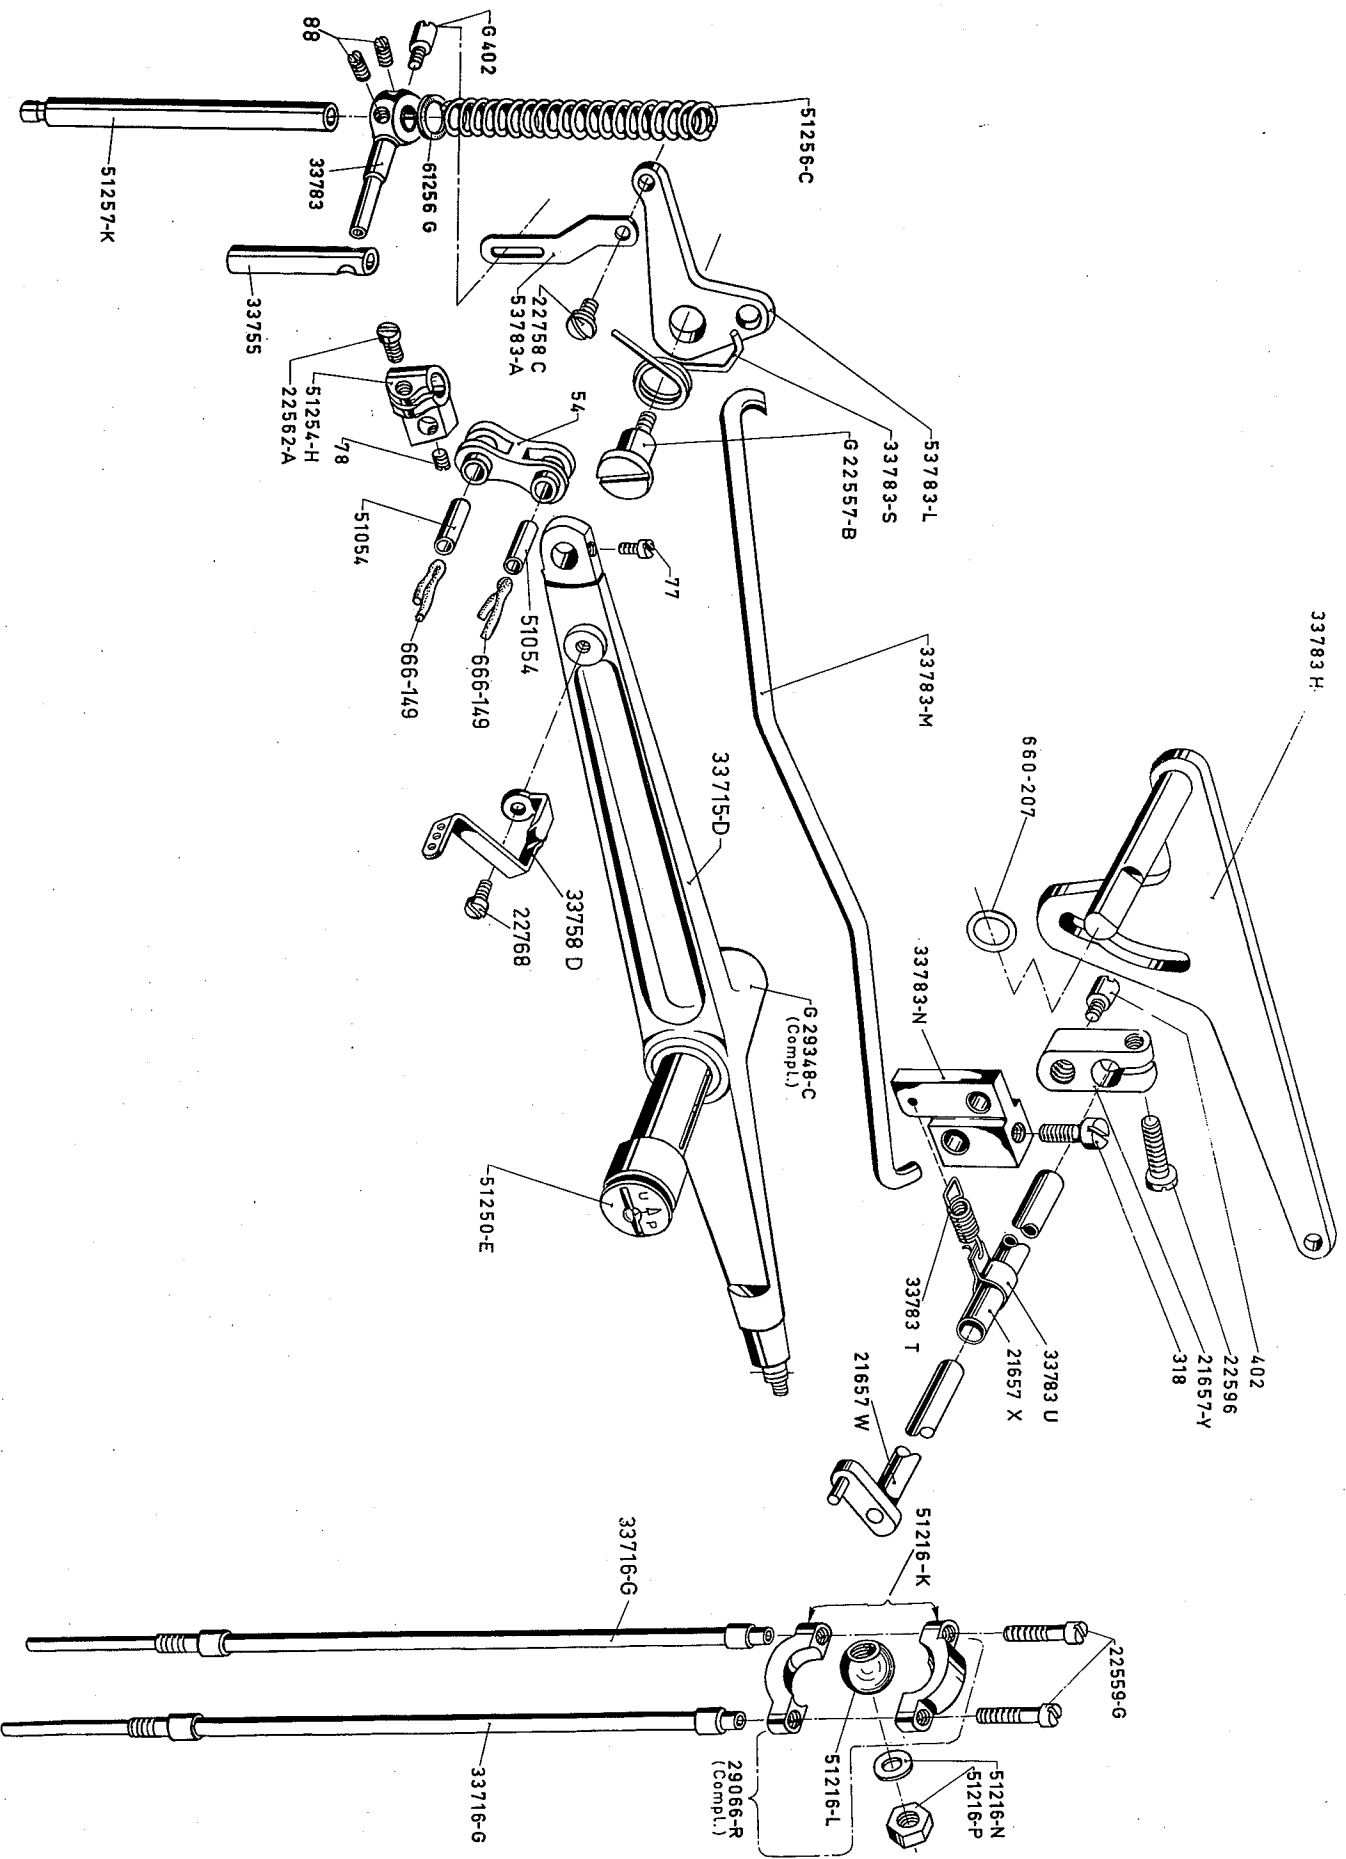 G402
88
51257-K
33783
61256 G
33755
51256-C
22758 C
53783-A
53783-L
33783-S
G 22557-B
22562-A
51254-H
78
54
51054
666-149
51054
666-149
77
33783-M
33715-D
33758 D
22768
G 29348-C
(Compl.)
51250-E
U P
33783 H
660-207
33783-N
402
22596
21657-Y
318
33783 T
33783 U
21657 X
21657 W
51216-K
22559-G
33716-G
33716-G
51216-L
51216-N
51216-P
29066-R
(Compl.)